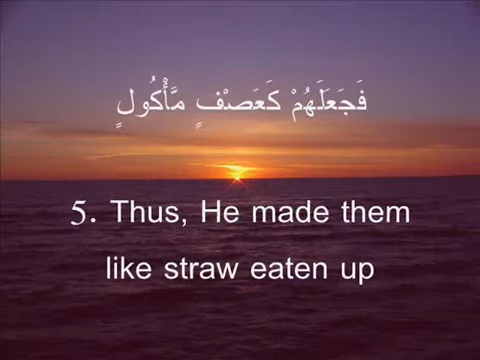 فَجَعَلَهُمْ كَعَصْفٍ مَّأْكُولٍ
5. Thus, He made them
like straw eaten up